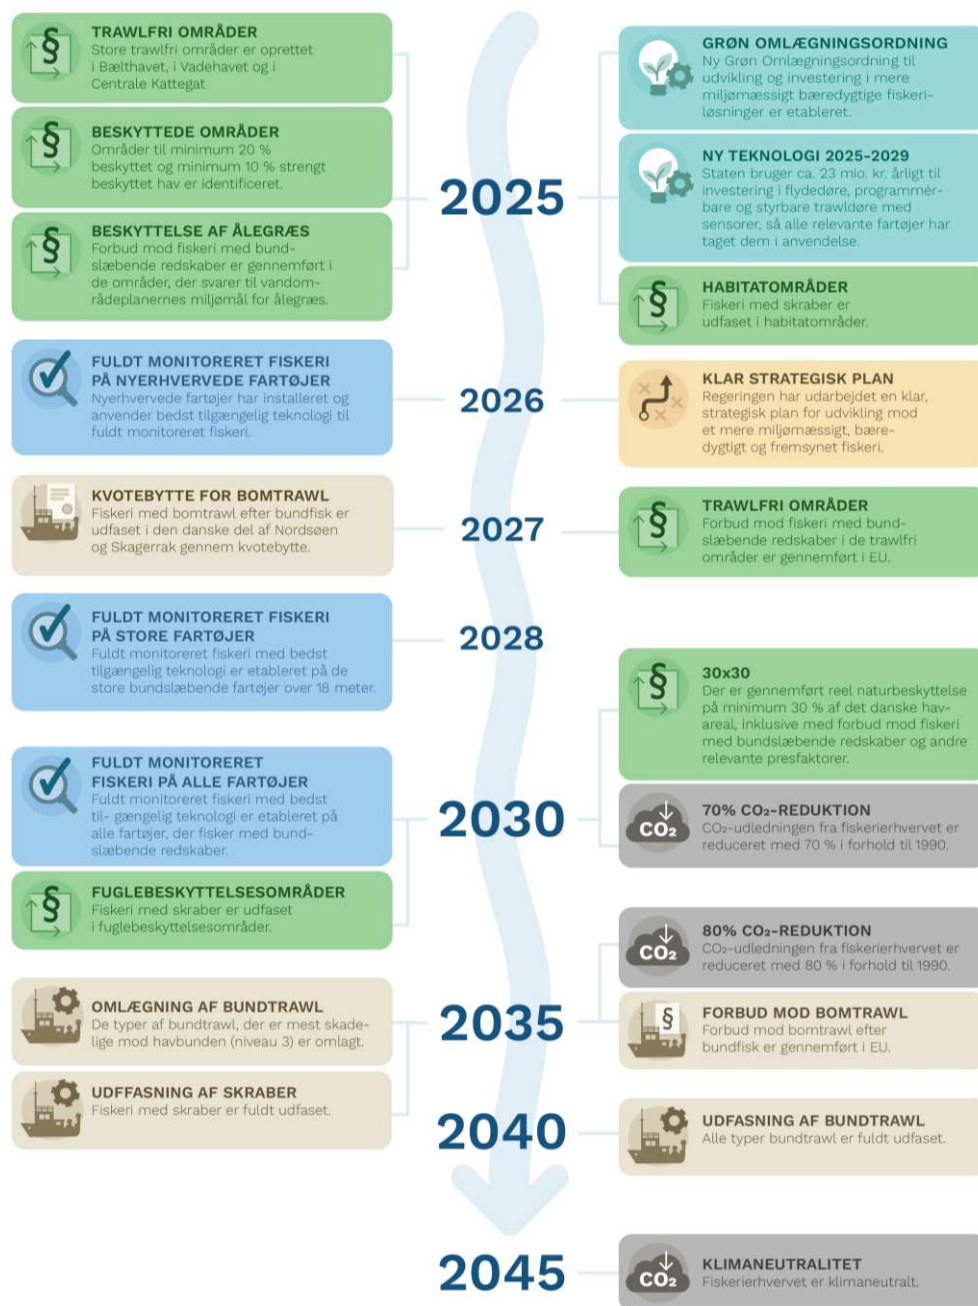 TRAWLFRI OMRÅDER
Store trawlfri områder er oprettet
i Bælthavet, i Vadehavet og i
Centrale Kattegat
§
BESKYTTEDE OMRÅDER
Områder til minimum 20 %
beskyttet og minimum 10 % strengt
beskyttet hav er identificeret.
§
BESKYTTELSE AF ÅLEGRÆS
Forbud mod fiskeri med bund-
slæbende redskaber er gennemført i
de områder, der svarer til vandom-
rådeplanernes miljømål for ålegræs.
§
2025
GRØN OMLÆGNINGSORDNING
Ny Grøn Omlægningsordning til
udvikling og investering i mere
miljømæssigt bæredygtige fiskeri-
løsninger er etableret.
NY TEKNOLOGI 2025-2029
Staten bruger ca. 23 mio. kr. årligt til
investering i flydedøre, programmér-
bare og styrbare trawldøre med
sensorer, så alle relevante fartøjer har
taget dem i anvendelse.
§
HABITATOMRÅDER
Fiskeri med skraber er
udfaset i habitatområder.
FULDT MONITORERET FISKERI
PÅ NYERHVERVEDE FARTØJER
Nyerhvervede fartøjer har installeret og
anvender bedst tilgængelig teknologi til
fuldt monitoreret fiskeri.
2026
KLAR STRATEGISK PLAN
Regeringen har udarbejdet en klar,
strategisk plan for udvikling mod
et mere miljømæssigt, bære-
dygtigt og fremsynet fiskeri.
KVOTEBYTTE FOR BOMTRAWL
Fiskeri med bomtrawl efter bundfisk er
udfaset i den danske del af Nordsøen
og Skagerrak gennem kvotebytte.
2027
§
TRAWLFRI OMRÅDER
Forbud mod fiskeri med bund-
slæbende redskaber i de trawlfri
områder er gennemført i EU.
FULDT MONITORERET FISKERI
PÅ STORE FARTØJER
Fuldt monitoreret fiskeri med bedst
tilgængelig teknologi er etableret på de
store bundslæbende fartøjer over 18 meter.
2028
§
30x30
Der er gennemført reel naturbeskyttelse
på minimum 30 % af det danske hav-
areal, inklusive med forbud mod fiskeri
med bundslæbende redskaber og andre
relevante presfaktorer.
FULDT MONITORERET
FISKERI PÅ ALLE FARTØJER
Fuldt monitoreret fiskeri med bedst
til- gængelig teknologi er etableret på
alle fartøjer, der fisker med bund-
slæbende redskaber.
2030
CO₂
70% CO₂-REDUKTION
CO₂-udledningen fra fiskerierhvervet er
reduceret med 70 % i forhold til 1990.
§
FUGLEBESKYTTELSESOMRÅDER
Fiskeri med skraber er udfaset
i fuglebeskyttelsesområder.
CO₂
80% CO₂-REDUKTION
CO₂-udledningen fra fiskerierhvervet er
reduceret med 80 % i forhold til 1990.
OMLÆGNING AF BUNDTRAWL
De typer af bundtrawl, der er mest skade-
lige mod havbunden (niveau 3) er omlagt.
2035
§
FORBUD MOD BOMTRAWL
Forbud mod bomtrawl efter
bundfisk er gennemført i EU.
UDFFASNING AF SKRABER
Fiskeri med skraber er fuldt udfaset.
2040
UDFASNING AF BUNDTRAWL
Alle typer bundtrawl er fuldt udfaset.
2045
CO₂
KLIMANEUTRALITET
Fiskerierhvervet er klimaneutralt.